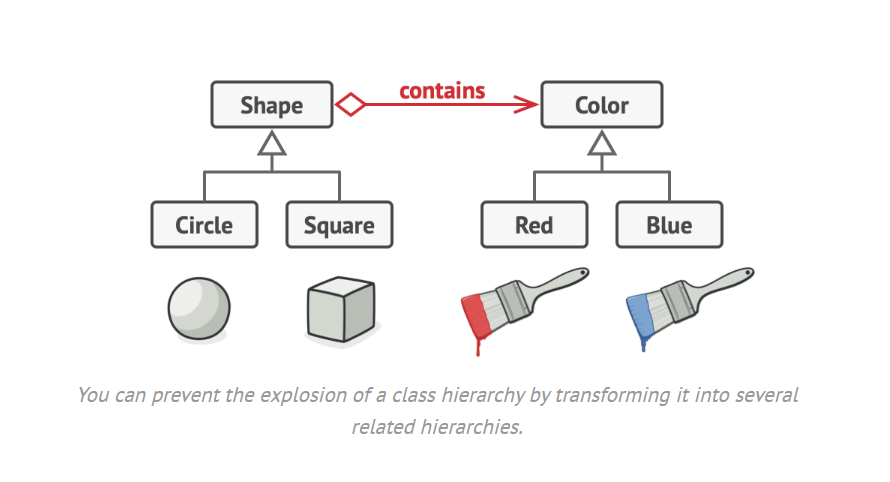 Shape
contains
Color
Circle
Square
Red
Blue
You can prevent the explosion of a class hierarchy by transforming it into several
related hierarchies.